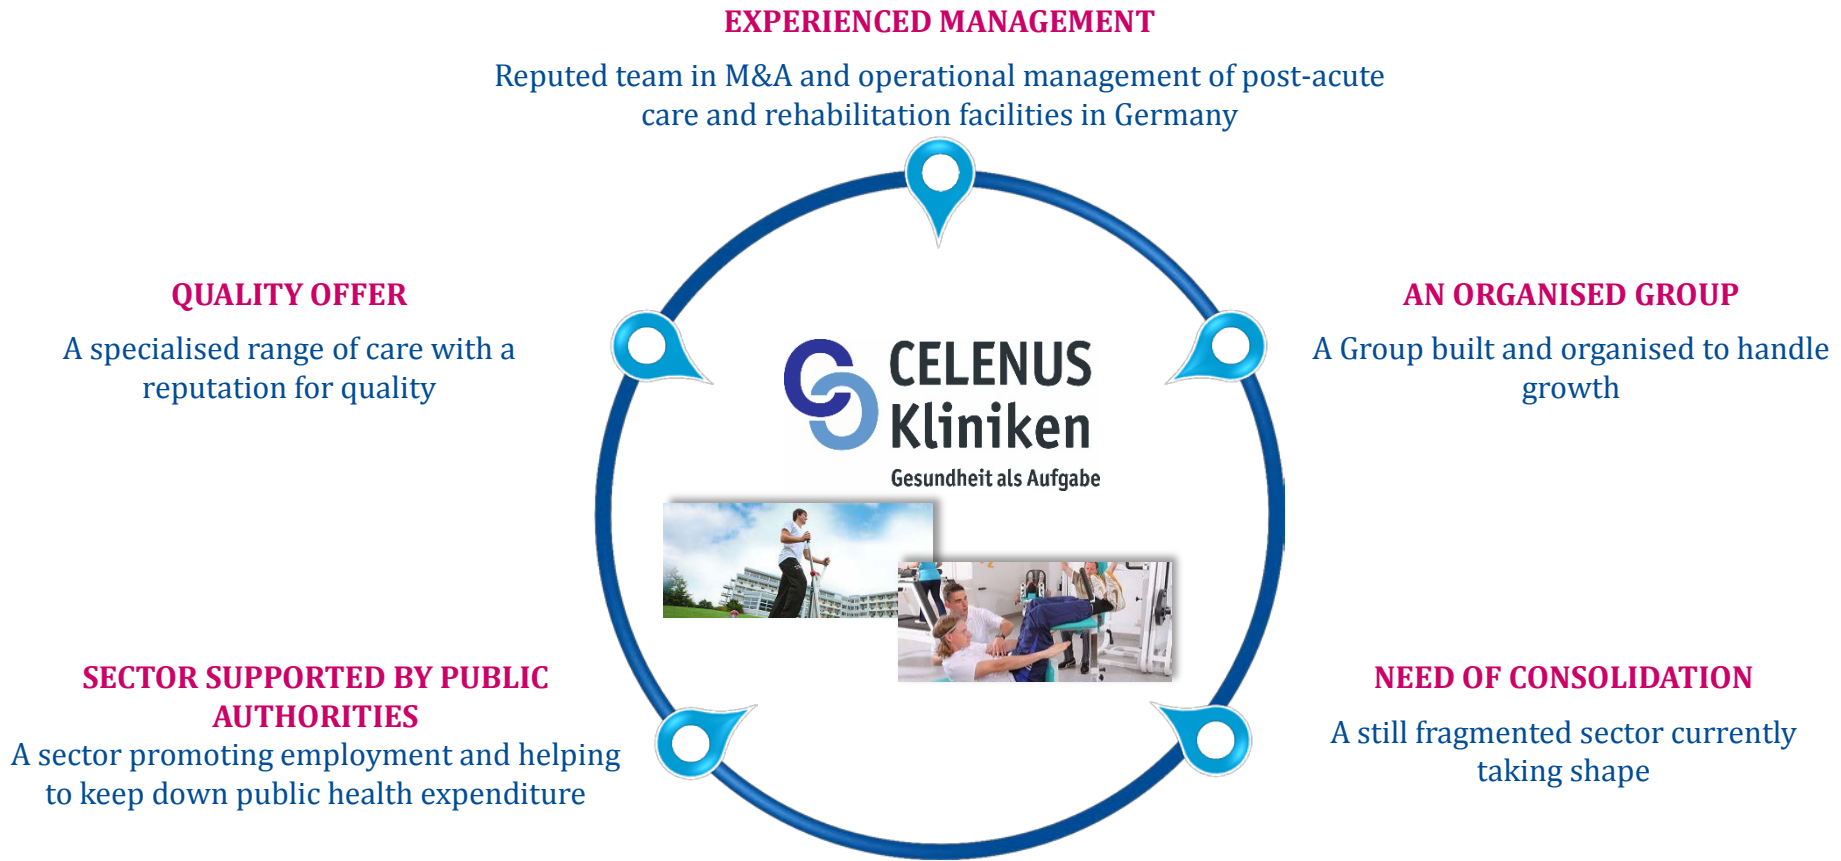 EXPERIENCED MANAGEMENT
Reputed team in M&A and operational management of post-acute
care and rehabilitation facilities in Germany
QUALITY OFFER
A specialised range of care with a
reputation for quality
AN ORGANISED GROUP
A Group built and organised to handle
growth
CELENUS
Kliniken
Gesundheit als Aufgabe
SECTOR SUPPORTED BY PUBLIC
AUTHORITIES
A sector promoting employment and helping
to keep down public health expenditure
NEED OF CONSOLIDATION
A still fragmented sector currently
taking shape